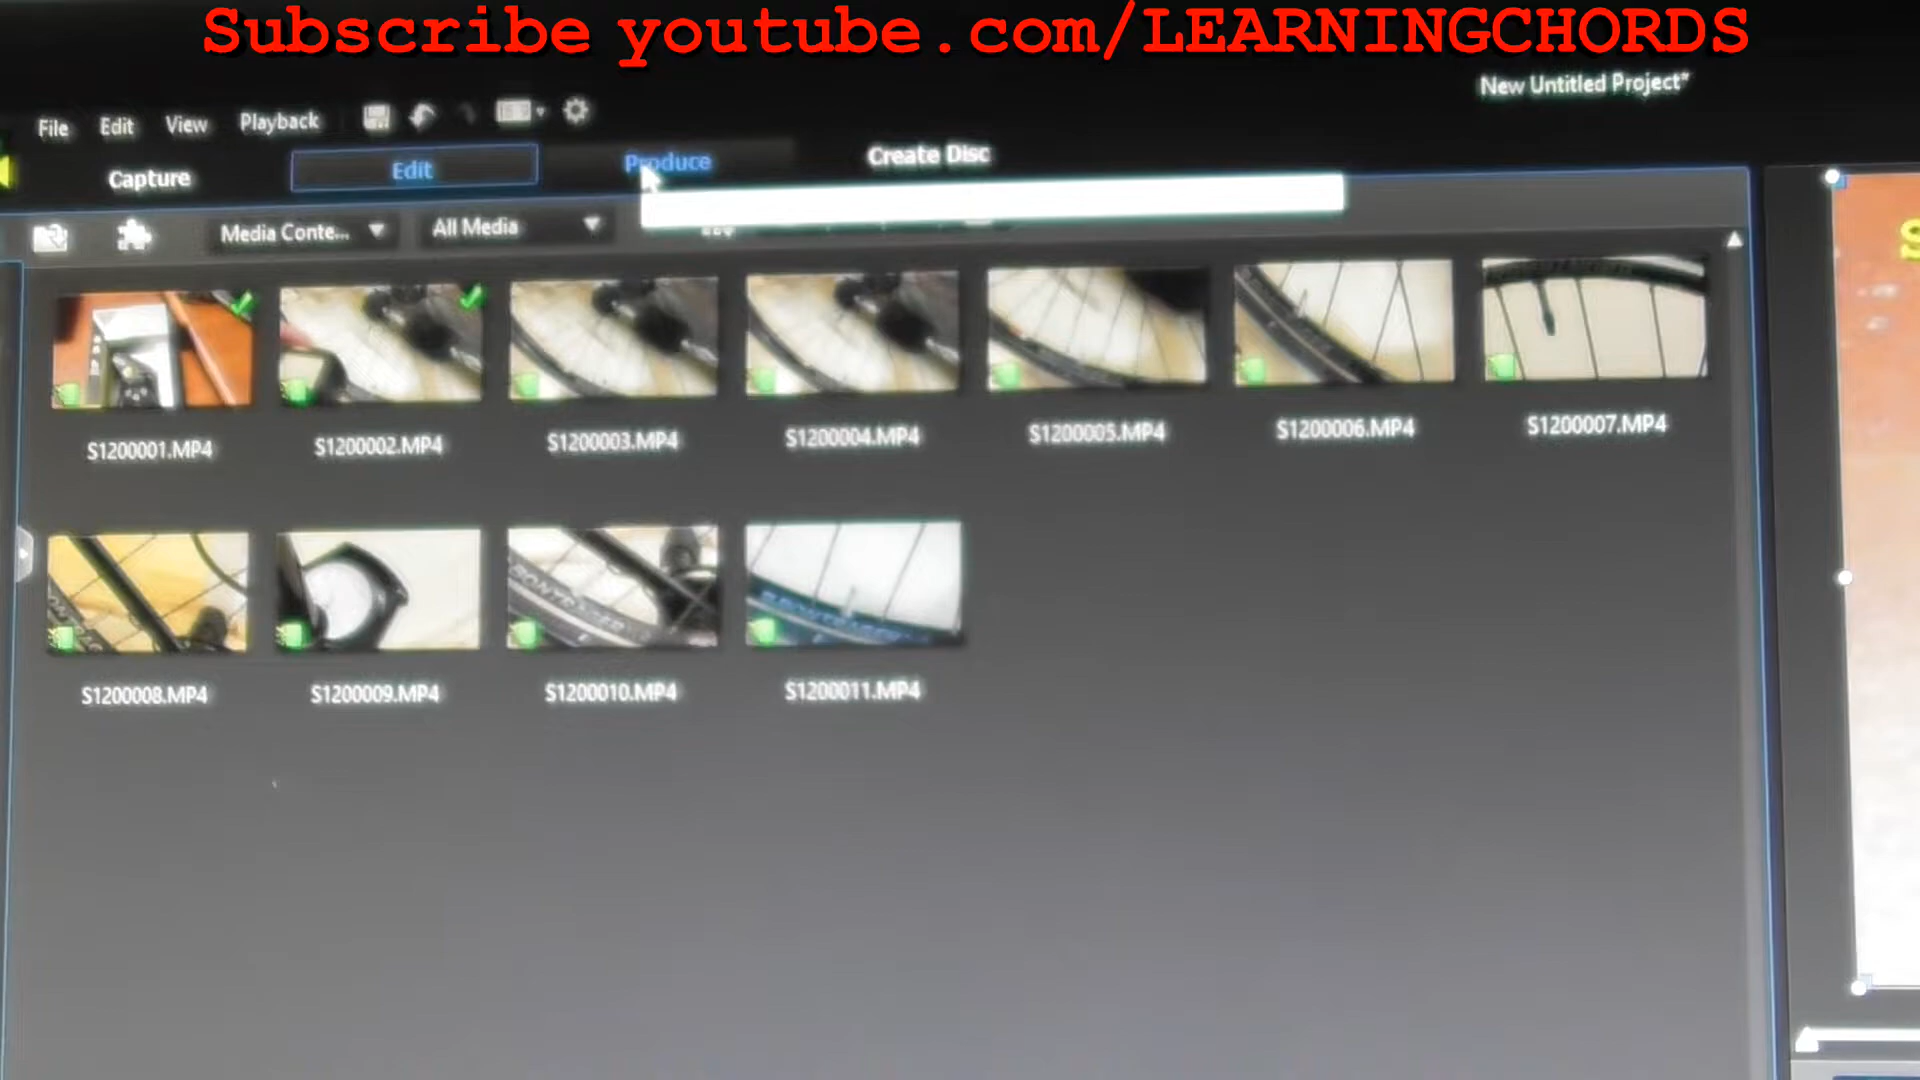 Subscribe youtube.com/LEARNINGCHORDS
New Untitled Project*
File Edit View Playback
Capture Edit Produce Create Disc
Media Conte... All Media
S1200001.MP4 S1200002.MP4 S1200003.MP4 S1200004.MP4 S1200005.MP4 S1200006.MP4 S1200007.MP4
BONTRAGER
S1200008.MP4 S1200009.MP4 S1200010.MP4 S1200011.MP4